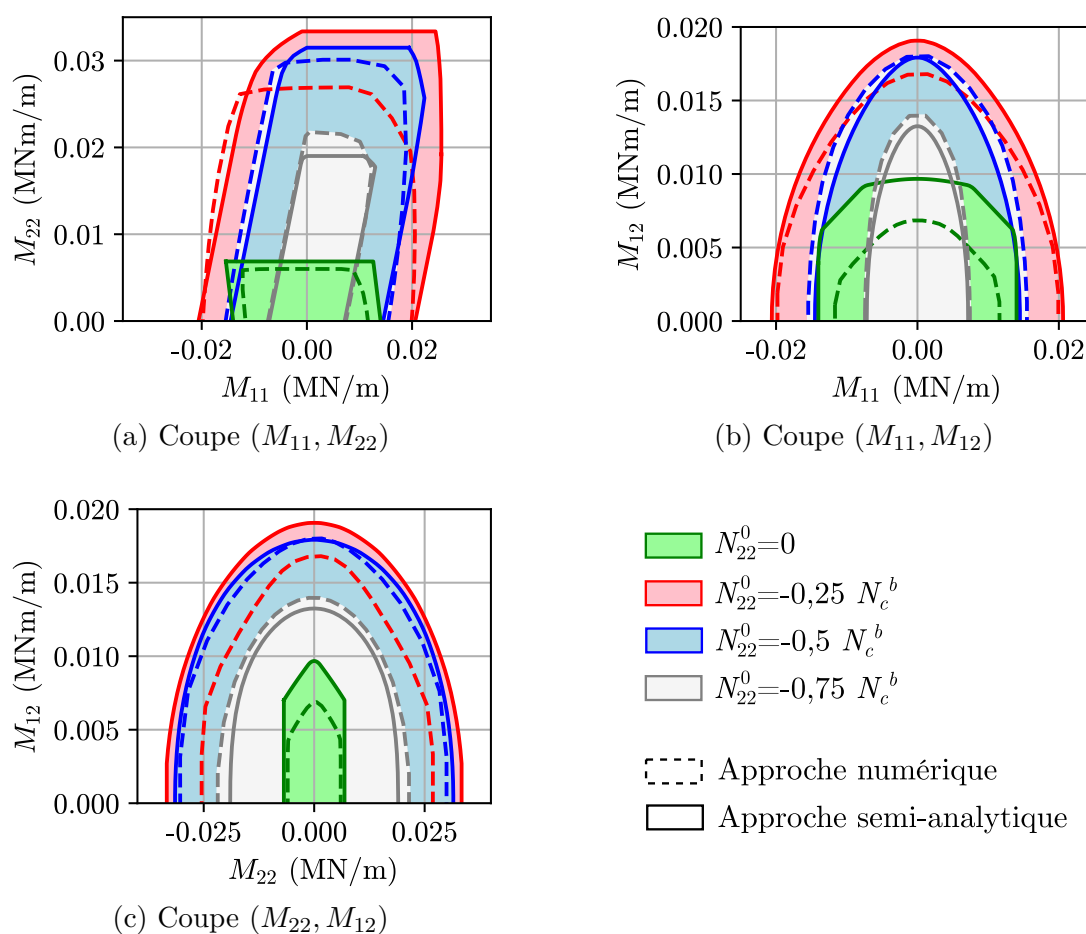 0.03
0.02
0.01
0.00
M₂₂ (MNm/m)
-0.02 0.00 0.02
M₁₁ (MN/m)
(a) Coupe (M₁₁, M₂₂)
0.020
0.015
0.010
0.005
0.000
M₁₂ (MNm/m)
-0.02 0.00 0.02
M₁₁ (MN/m)
(b) Coupe (M₁₁, M₁₂)
0.020
0.015
0.010
0.005
0.000
M₁₂ (MNm/m)
-0.025 0.000 0.025
M₂₂ (MN/m)
(c) Coupe (M₂₂, M₁₂)
N⁰₂₂=0
N⁰₂₂=-0,25 N_c^b
N⁰₂₂=-0,5 N_c^b
N⁰₂₂=-0,75 N_c^b
Approche numérique
Approche semi-analytique